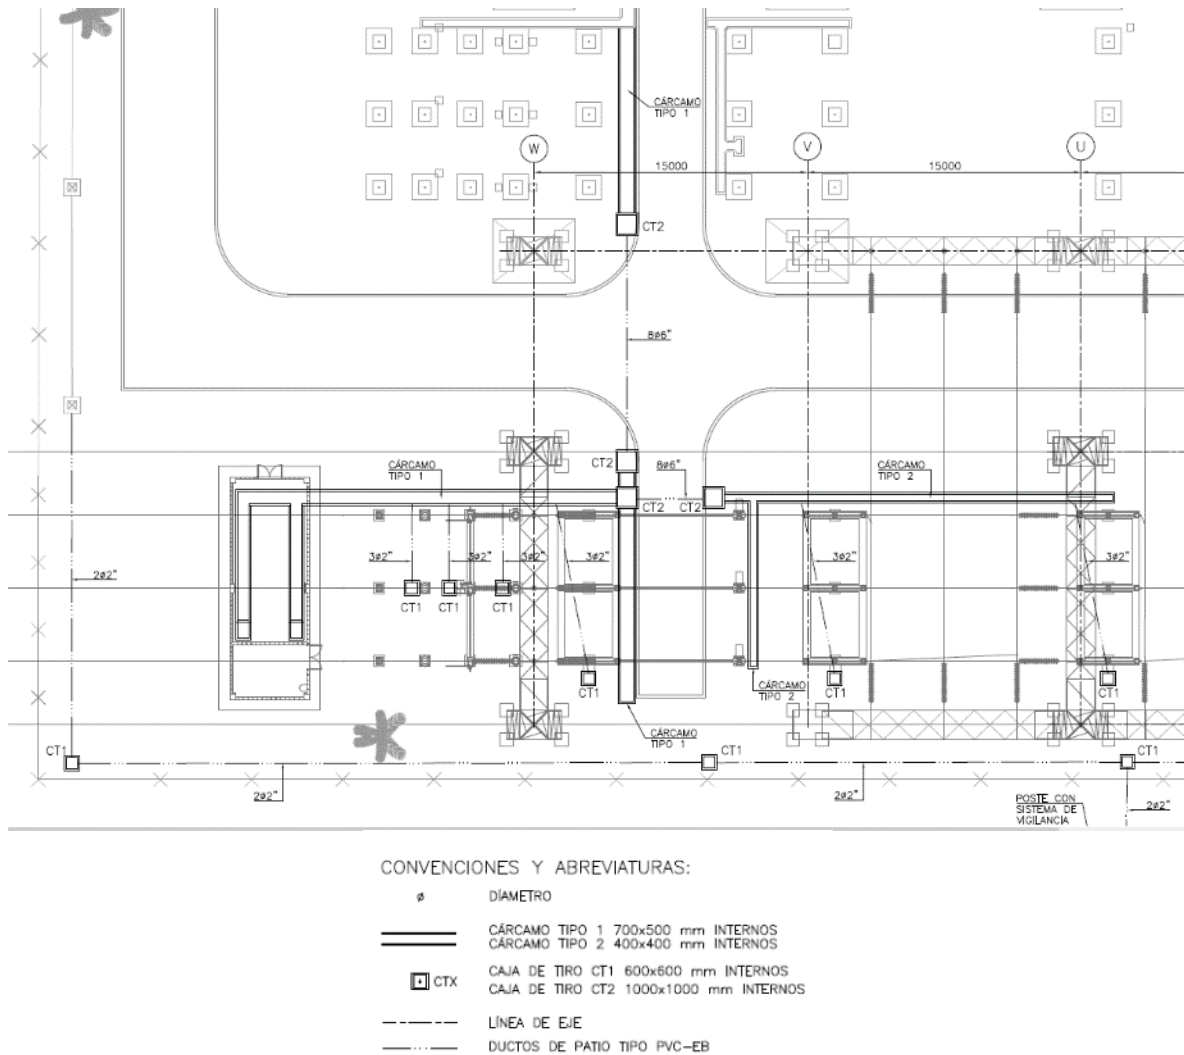 CÁRCAMO
TIPO 1
W
V
U
15000
15000
CT2
8ø6"
CT2
8ø6"
CÁRCAMO
TIPO 1
CÁRCAMO
TIPO 2
CT2
CT2
3ø2"
3ø2"
3ø2"
3ø2"
3ø2"
3ø2"
2ø2"
CT1
CT1
CT1
CT1
CT1
CT1
CÁRCAMO
TIPO 2
CÁRCAMO
TIPO 1
CT1
CT1
CT1
2ø2"
2ø2"
POSTE CON
SISTEMA DE
VIGILANCIA
2ø2"
CONVENCIONES Y ABREVIATURAS:
ø DÍAMETRO
CÁRCAMO TIPO 1 700x500 mm INTERNOS
CÁRCAMO TIPO 2 400x400 mm INTERNOS
CTX
CAJA DE TIRO CT1 600x600 mm INTERNOS
CAJA DE TIRO CT2 1000x1000 mm INTERNOS
LÍNEA DE EJE
DUCTOS DE PATIO TIPO PVC-EB